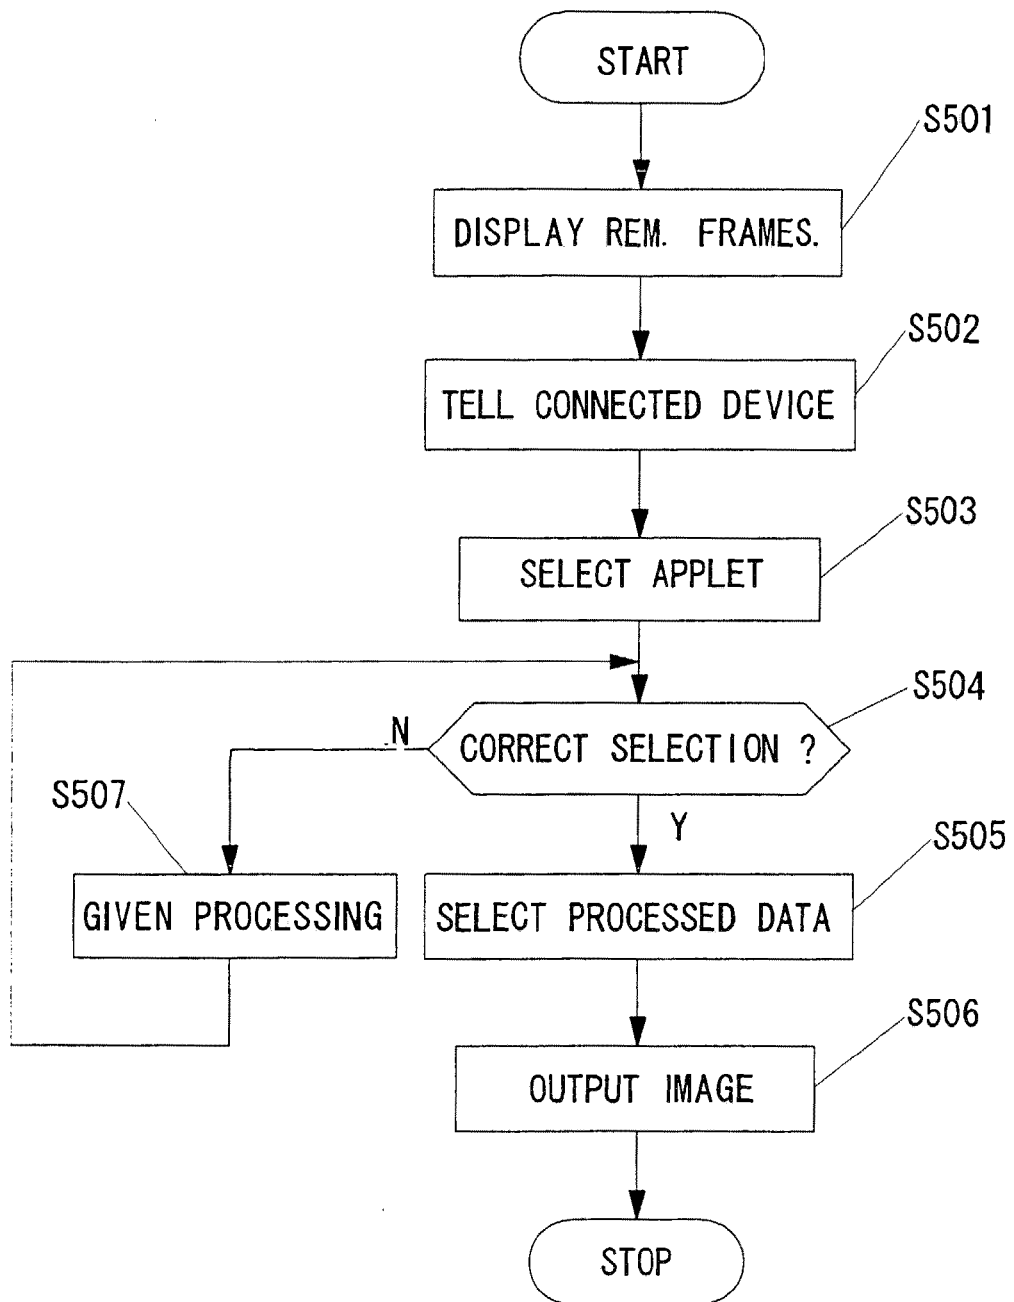 START
S501
DISPLAY REM. FRAMES.
S502
TELL CONNECTED DEVICE
S503
SELECT APPLET
S504
N
CORRECT SELECTION ?
S507
Y
S505
GIVEN PROCESSING
SELECT PROCESSED DATA
S506
OUTPUT IMAGE
STOP